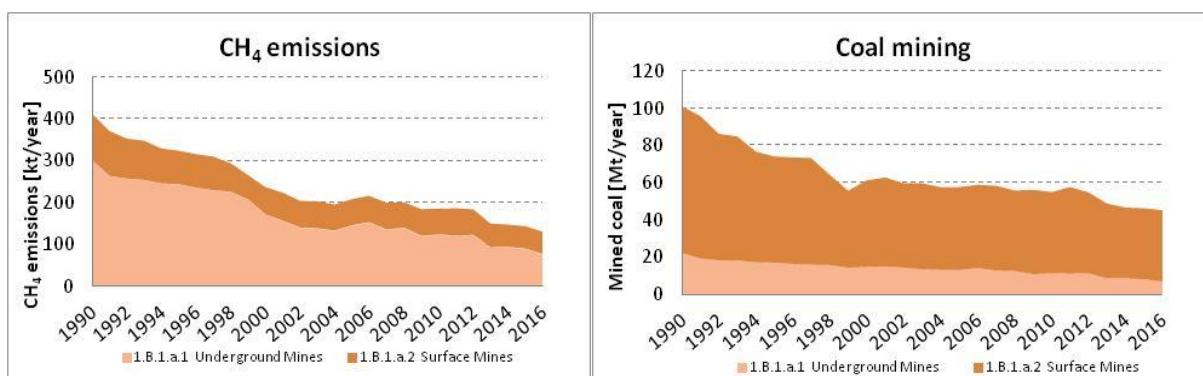 CH₄ emissions
CH₄ emissions [kt/year]
500
400
300
200
100
0
1990 1992 1994 1996 1998 2000 2002 2004 2006 2008 2010 2012 2014 2016
1.B.1.a.1 Underground Mines 1.B.1.a.2 Surface Mines
Coal mining
Mined coal [Mt/year]
120
100
80
60
40
20
0
1990 1992 1994 1996 1998 2000 2002 2004 2006 2008 2010 2012 2014 2016
1.B.1.a.1 Underground Mines 1.B.1.a.2 Surface Mines